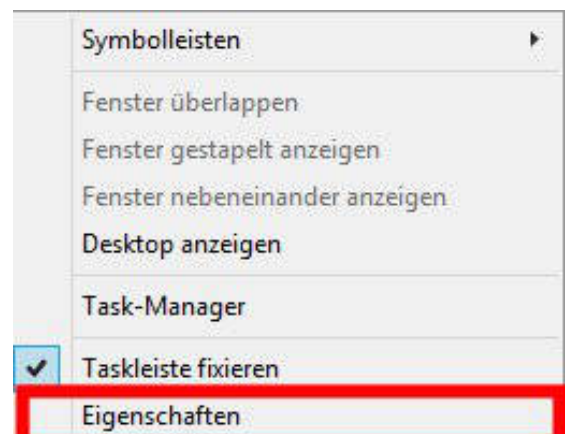 Symbolleisten
Fenster überlappen
Fenster gestapelt anzeigen
Fenster nebeneinander anzeigen
Desktop anzeigen
Task-Manager
Taskleiste fixieren
Eigenschaften